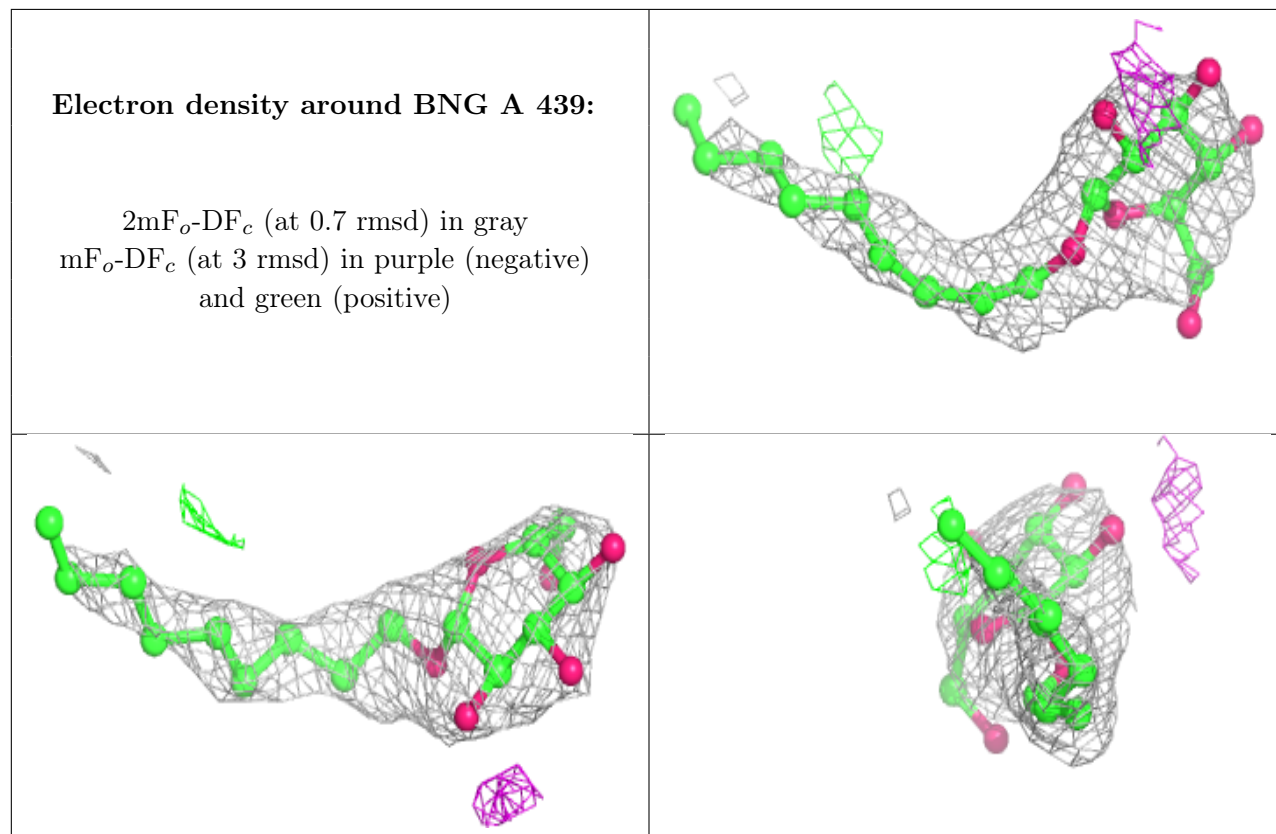 Electron density around BNG A 439:
2mFo-DFc (at 0.7 rmsd) in gray
mFo-DFc (at 3 rmsd) in purple (negative)
and green (positive)